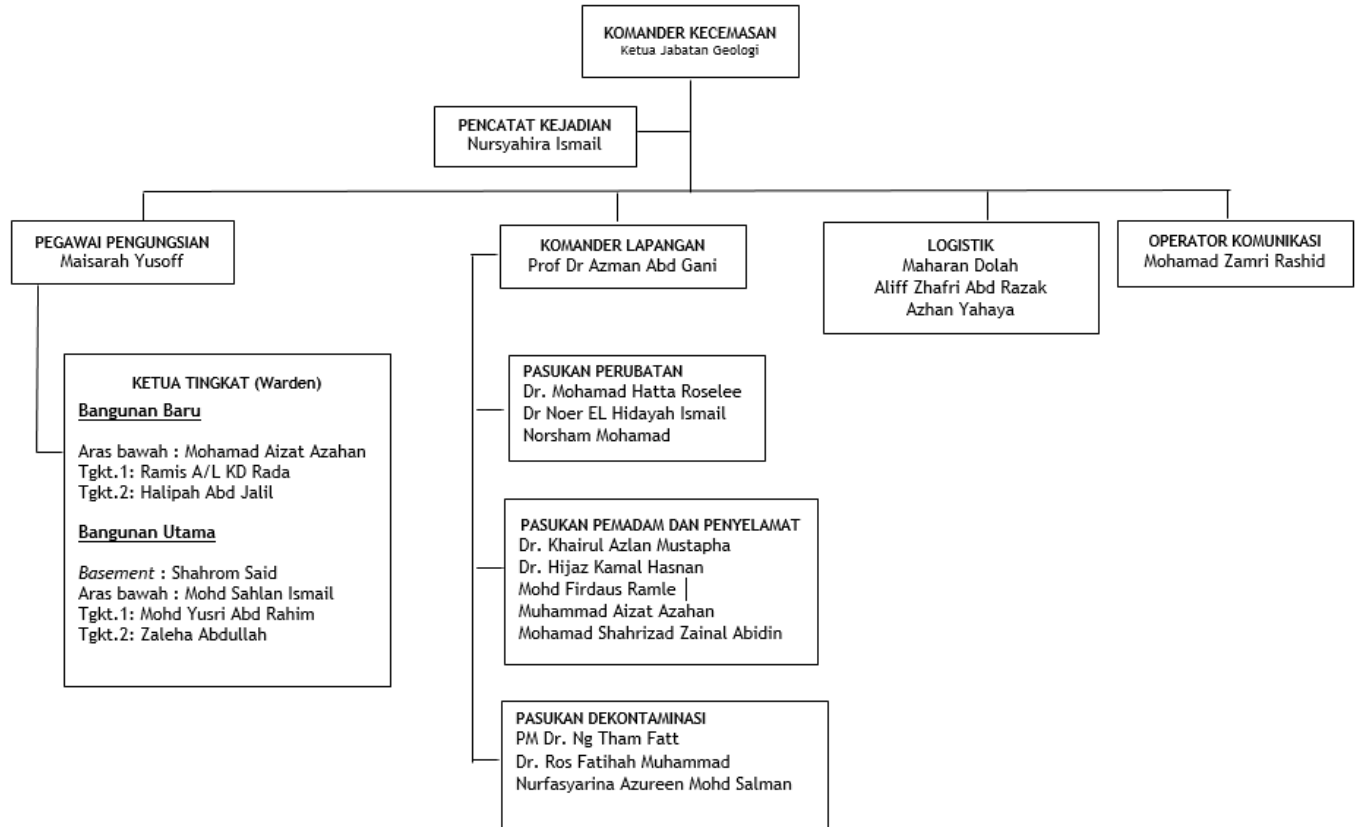 KOMANDER KECEMASAN
Ketua Jabatan Geologi
PENCATAT KEJADIAN
Nursyahira Ismail
PEGAWAI PENGUNGSIAN
Maisarah Yusoff
KOMANDER LAPANGAN
Prof Dr Azman Abd Gani
LOGISTIK
Maharan Dolah
Aliff Zhafri Abd Razak
Azhan Yahaya
OPERATOR KOMUNIKASI
Mohamad Zamri Rashid
KETUA TINGKAT (Warden)
Bangunan Baru
Aras bawah : Mohamad Aizat Azahan
Tgkt.1: Ramis A/L KD Rada
Tgkt.2: Halipah Abd Jalil
Bangunan Utama
Basement : Shahrom Said
Aras bawah : Mohd Sahlan Ismail
Tgkt.1: Mohd Yusri Abd Rahim
Tgkt.2: Zaleha Abdullah
PASUKAN PERUBATAN
Dr. Mohamad Hatta Roselee
Dr Noer EL Hidayah Ismail
Norsham Mohamad
PASUKAN PEMADAM DAN PENYELAMAT
Dr. Khairul Azlan Mustapha
Dr. Hijaz Kamal Hasnan
Mohd Firdaus Ramle
Muhammad Aizat Azahan
Mohamad Shahrizad Zainal Abidin
PASUKAN DEKONTAMINASI
PM Dr. Ng Tham Fatt
Dr. Ros Fatihah Muhammad
Nurfasyarina Azureen Mohd Salman